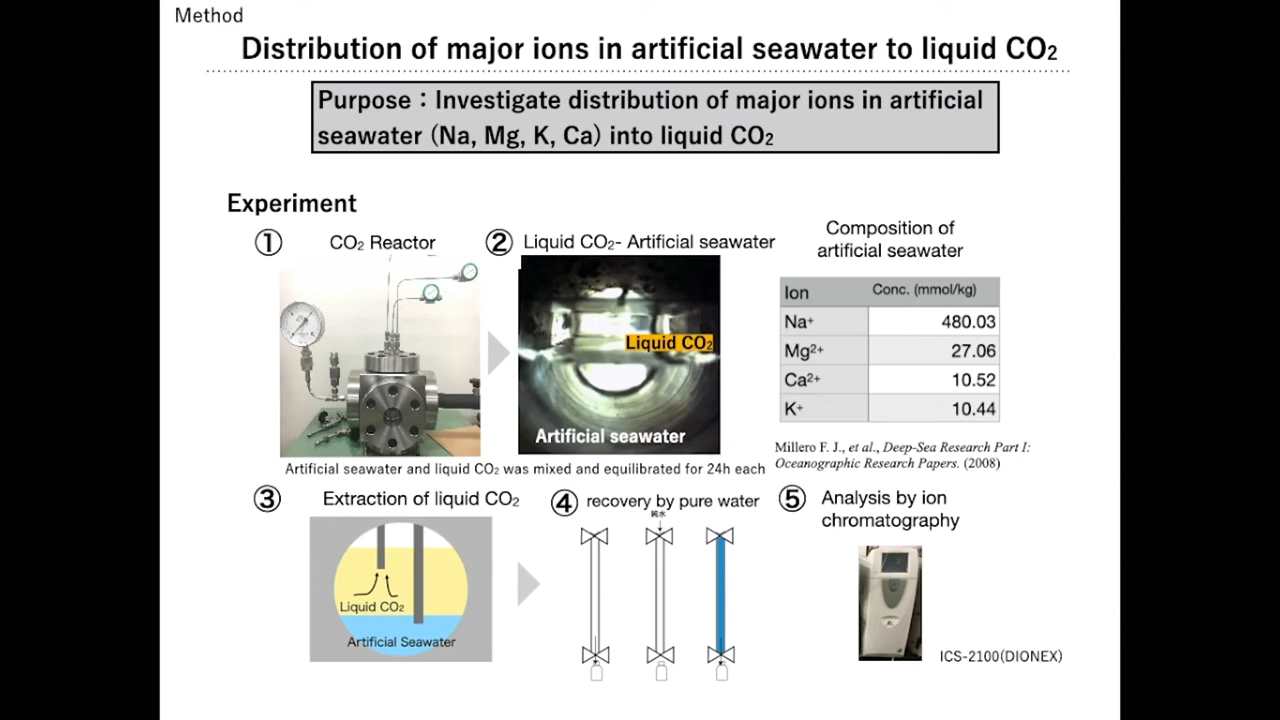 Method
Distribution of major ions in artificial seawater to liquid CO₂
Purpose：Investigate distribution of major ions in artificial
seawater (Na, Mg, K, Ca) into liquid CO₂
Experiment
① CO₂ Reactor
② Liquid CO₂- Artificial seawater
Liquid CO₂
Artificial seawater
Artificial seawater and liquid CO₂ was mixed and equilibrated for 24h each
Composition of
artificial seawater
Ion Conc. (mmol/kg)
Na⁺ 480.03
Mg²⁺ 27.06
Ca²⁺ 10.52
K⁺ 10.44
Millero F. J., et al., Deep-Sea Research Part I:
Oceanographic Research Papers. (2008)
③ Extraction of liquid CO₂
Liquid CO₂
Artificial Seawater
④ recovery by pure water
純水
⑤ Analysis by ion
chromatography
ICS-2100(DIONEX)